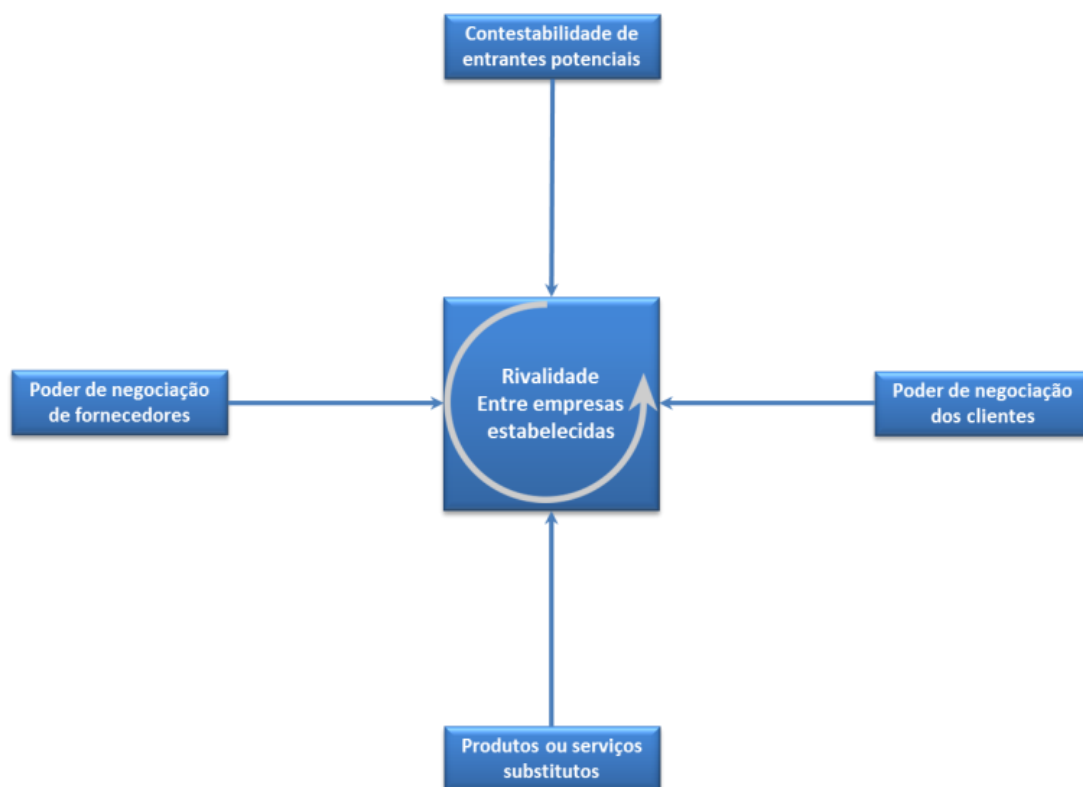 Contestabilidade de
entrantes potenciais
Poder de negociação
de fornecedores
Rivalidade
Entre empresas
estabelecidas
Poder de negociação
dos clientes
Produtos ou serviços
substitutos